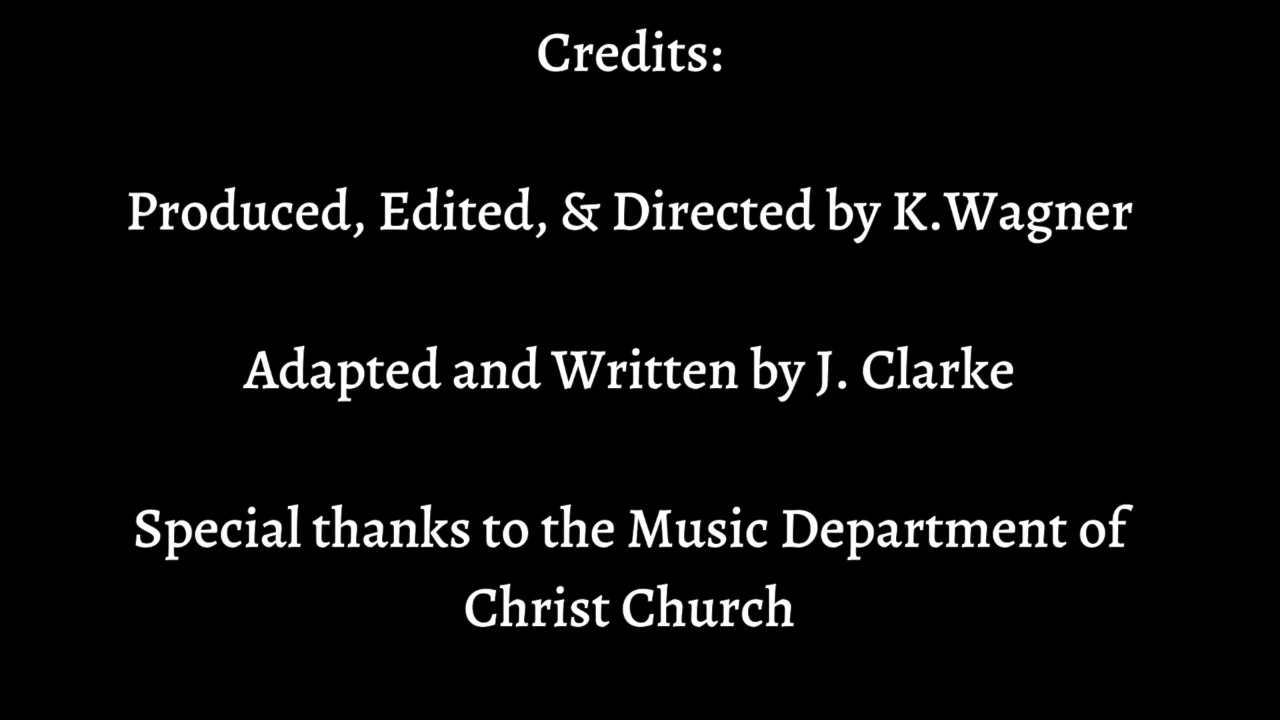 Credits:
Produced, Edited, & Directed by K.Wagner
Adapted and Written by J. Clarke
Special thanks to the Music Department of
Christ Church